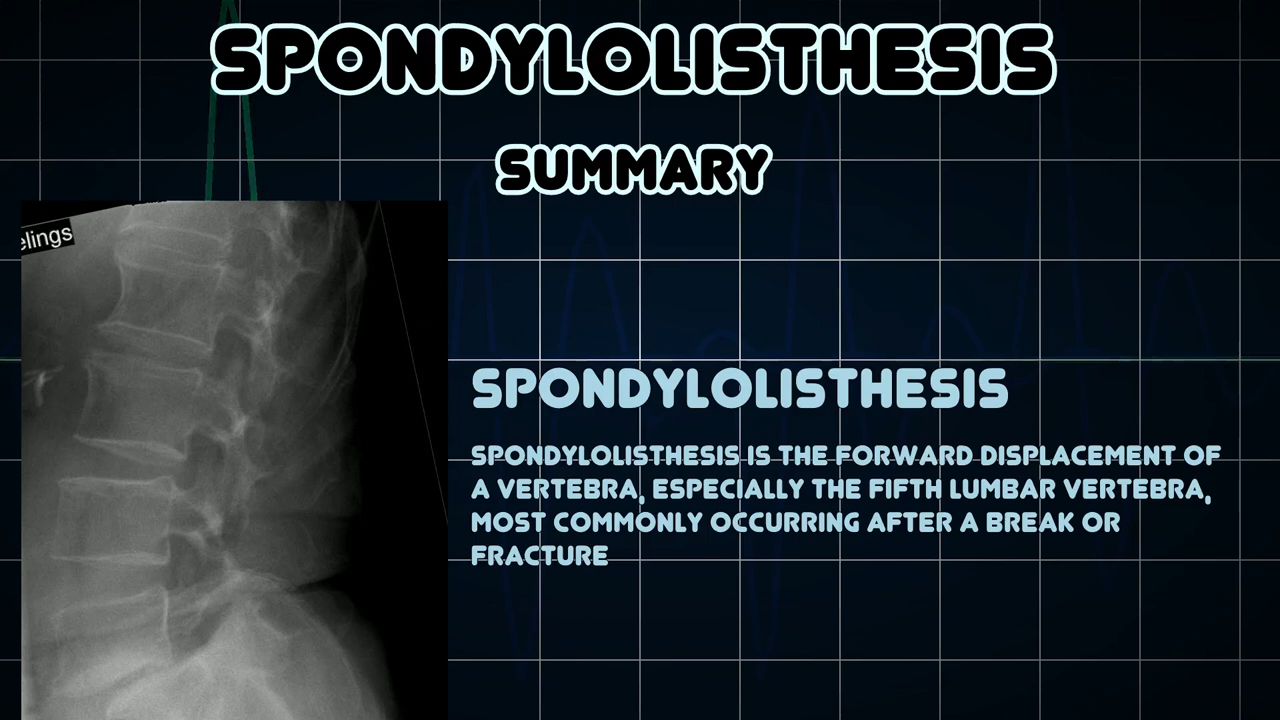 SPONDYLOLISTHESIS
SUMMARY
elings
SPONDYLOLISTHESIS
SPONDYLOLISTHESIS IS THE FORWARD DISPLACEMENT OF
A VERTEBRA, ESPECIALLY THE FIFTH LUMBAR VERTEBRA,
MOST COMMONLY OCCURRING AFTER A BREAK OR
FRACTURE